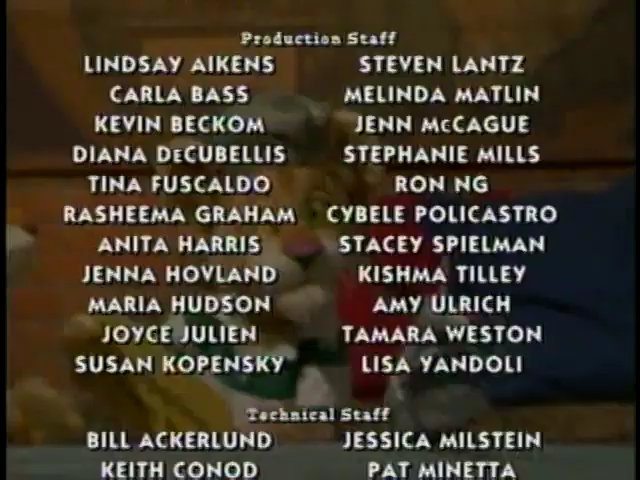 Production Staff
LINDSAY AIKENS STEVEN LANTZ
CARLA BASS MELINDA MATLIN
KEVIN BECKOM JENN McCAGUE
DIANA DeCUBELLIS STEPHANIE MILLS
TINA FUSCALDO RON NG
RASHEEMA GRAHAM CYBELE POLICASTRO
ANITA HARRIS STACEY SPIELMAN
JENNA HOVLAND KISHMA TILLEY
MARIA HUDSON AMY ULRICH
JOYCE JULIEN TAMARA WESTON
SUSAN KOPENSKY LISA YANDOLI
Technical Staff
BILL ACKERLUND JESSICA MILSTEIN
KEITH CONOD PAT MINETTA